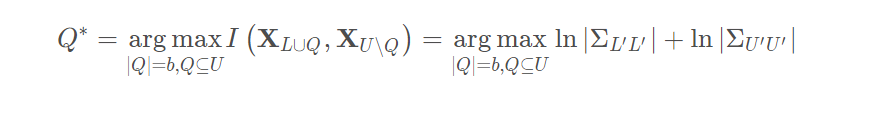 Q* = arg max I (X_{L∪Q}, X_{U\Q}) = arg max ln |Σ_{L′L′}| + ln |Σ_{U′U′}|
|Q|=b,Q⊆U |Q|=b,Q⊆U